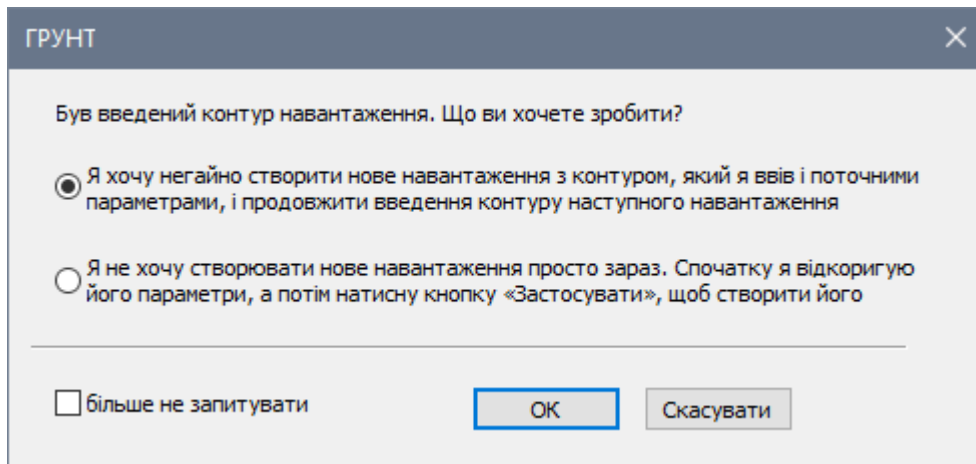 ГРУНТ
Був введений контур навантаження. Що ви хочете зробити?
Я хочу негайно створити нове навантаження з контуром, який я ввів і поточними
параметрами, і продовжити введення контуру наступного навантаження
Я не хочу створювати нове навантаження просто зараз. Спочатку я відкоригую
його параметри, а потім натисну кнопку «Застосувати», щоб створити його
більше не запитувати
ОК
Скасувати